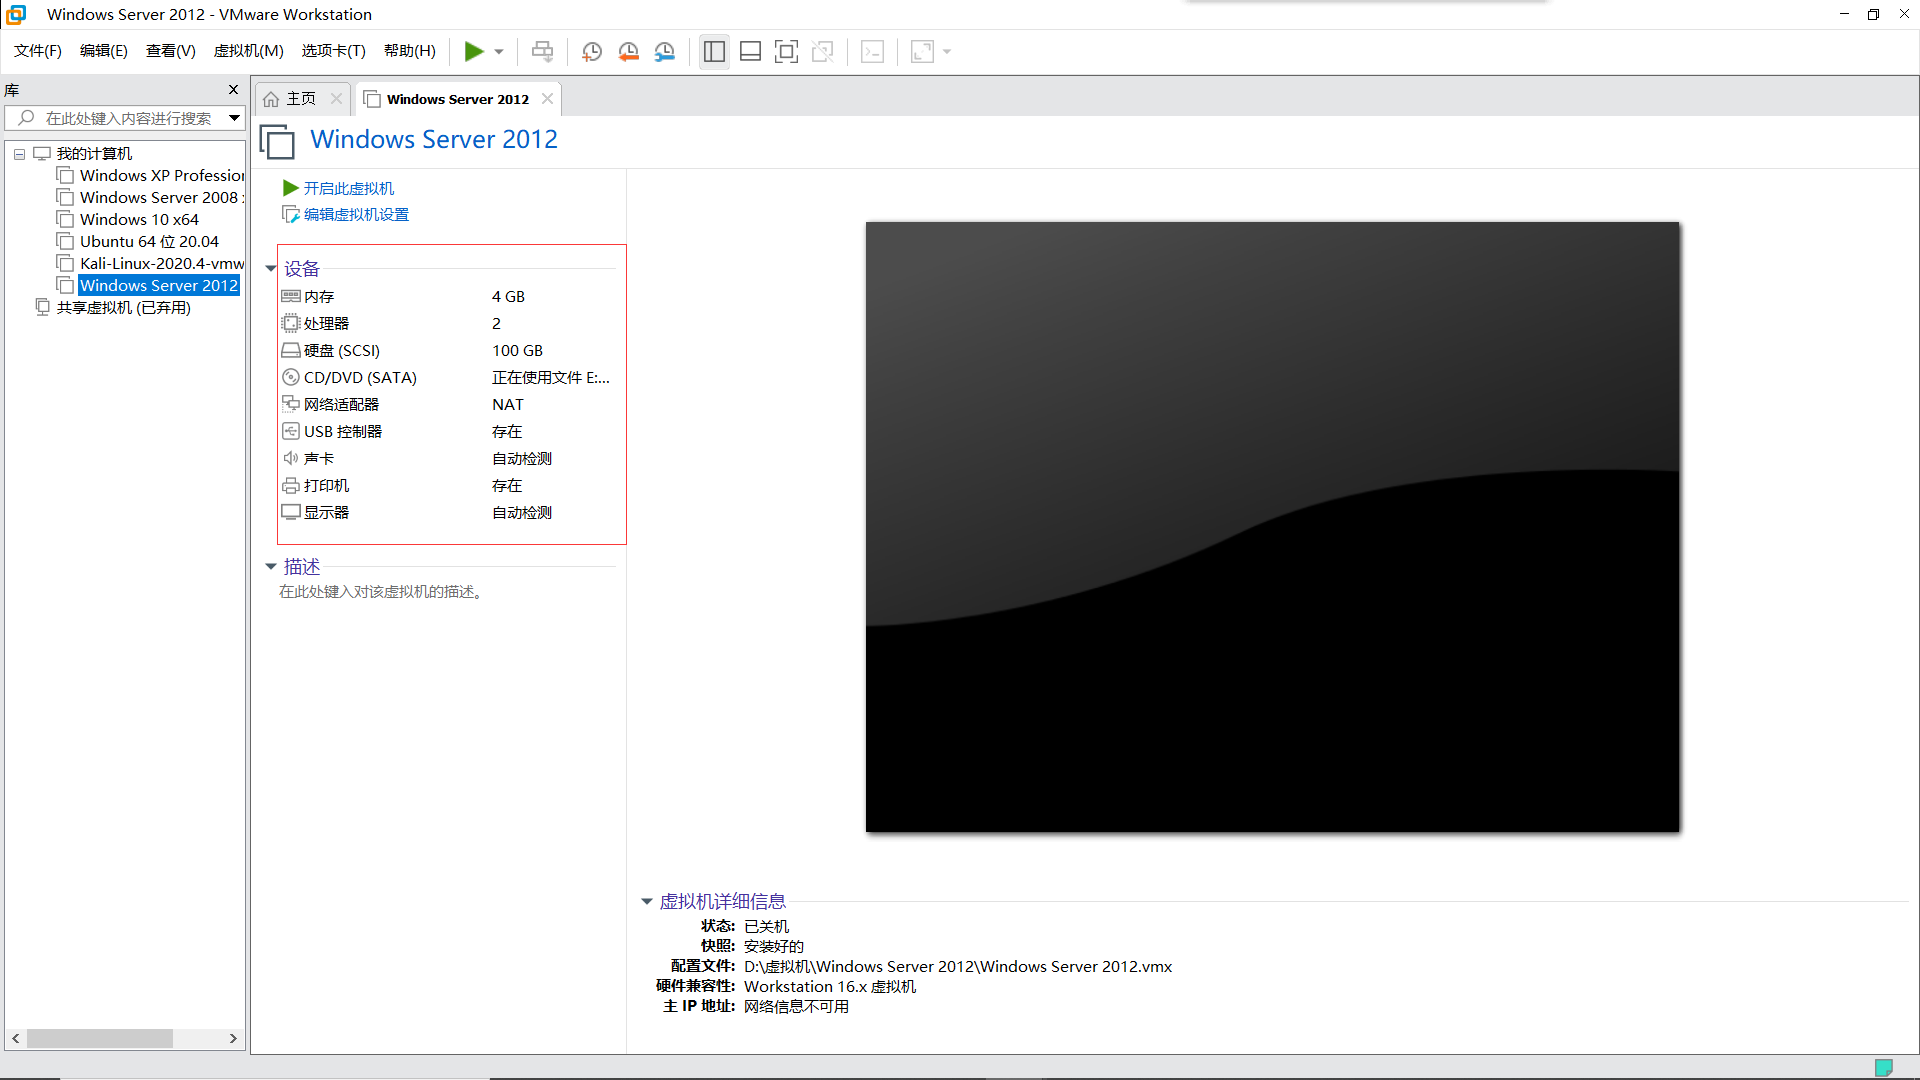 Windows Server 2012 - VMware Workstation
文件(F) 编辑(E) 查看(V) 虚拟机(M) 选项卡(T) 帮助(H)
库
在此处键入内容进行搜索
我的计算机
Windows XP Profession
Windows Server 2008
Windows 10 x64
Ubuntu 64 位 20.04
Kali-Linux-2020.4-vmw
Windows Server 2012
共享虚拟机 (已弃用)
主页
Windows Server 2012
Windows Server 2012
开启此虚拟机
编辑虚拟机设置
设备
内存 4 GB
处理器 2
硬盘 (SCSI) 100 GB
CD/DVD (SATA) 正在使用文件 E:...
网络适配器 NAT
USB 控制器 存在
声卡 自动检测
打印机 存在
显示器 自动检测
描述
在此处键入对该虚拟机的描述。
虚拟机详细信息
状态: 已关机
快照: 安装好的
配置文件: D:\虚拟机\Windows Server 2012\Windows Server 2012.vmx
硬件兼容性: Workstation 16.x 虚拟机
主 IP 地址: 网络信息不可用